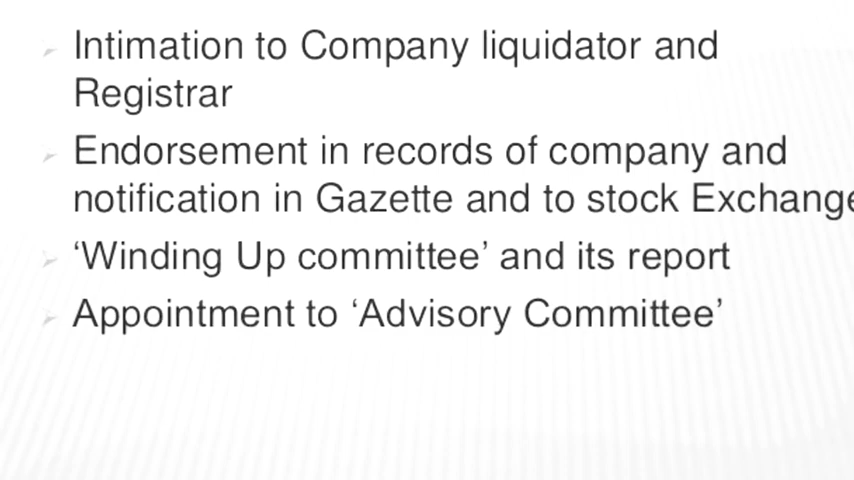 Intimation to Company liquidator and
Registrar
Endorsement in records of company and
notification in Gazette and to stock Exchange
‘Winding Up committee’ and its report
Appointment to ‘Advisory Committee’